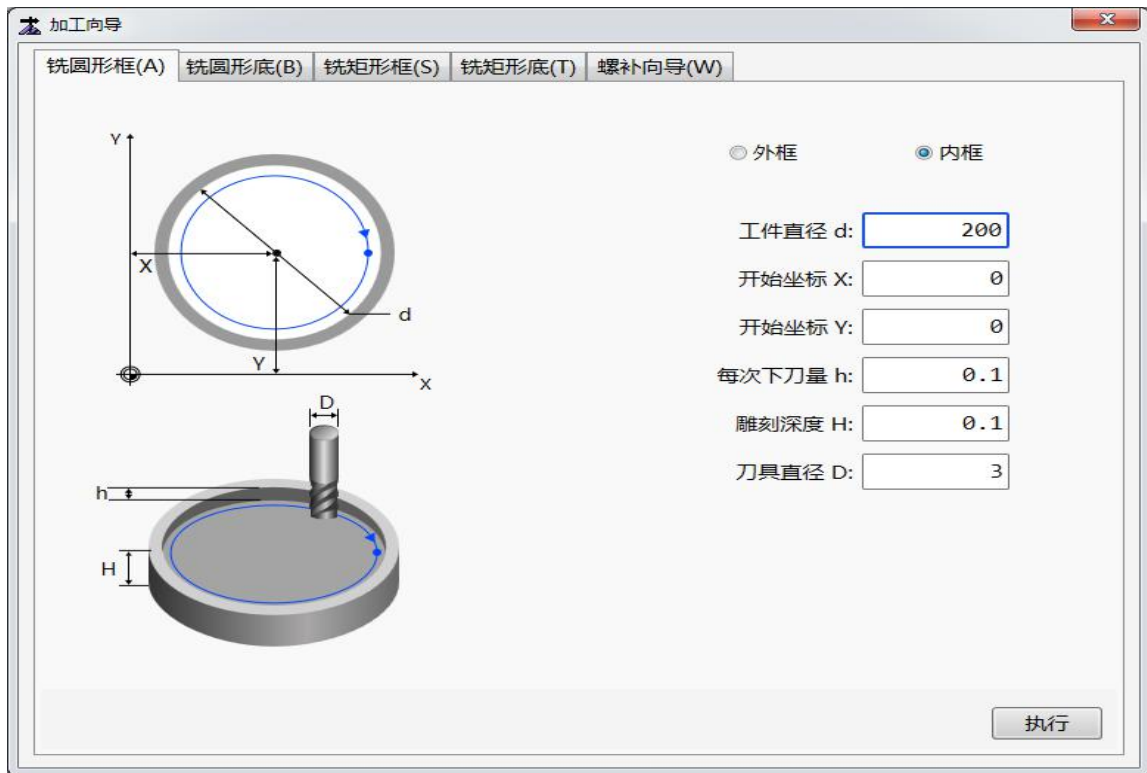 加工向导
铣圆形框(A) 铣圆形底(B) 铣矩形框(S) 铣矩形底(T) 螺补向导(W)
外框 内框
工件直径 d: 200
开始坐标 X: 0
开始坐标 Y: 0
每次下刀量 h: 0.1
雕刻深度 H: 0.1
刀具直径 D: 3
Y
X
d
Y
X
D
h
H
执行